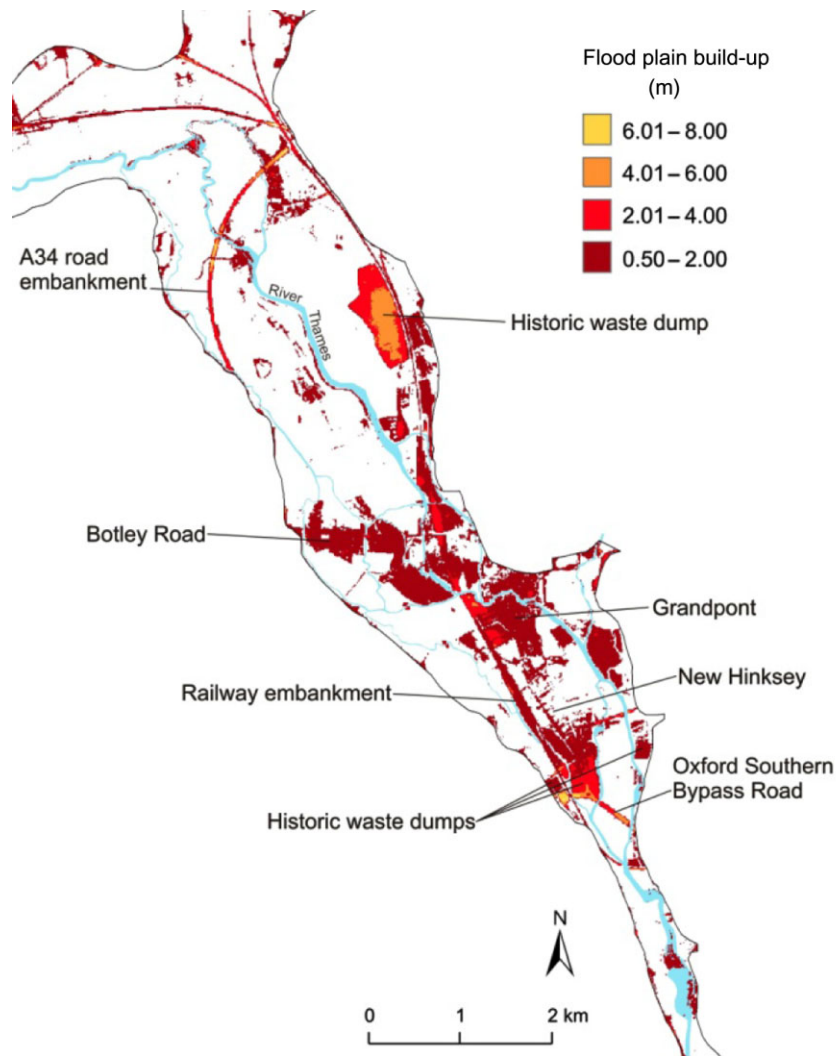 Flood plain build-up
(m)
6.01 – 8.00
4.01 – 6.00
2.01 – 4.00
0.50 – 2.00
A34 road
embankment
River
Thames
Historic waste dump
Botley Road
Grandpont
New Hinksey
Railway embankment
Oxford Southern
Bypass Road
Historic waste dumps
N
0 1 2 km